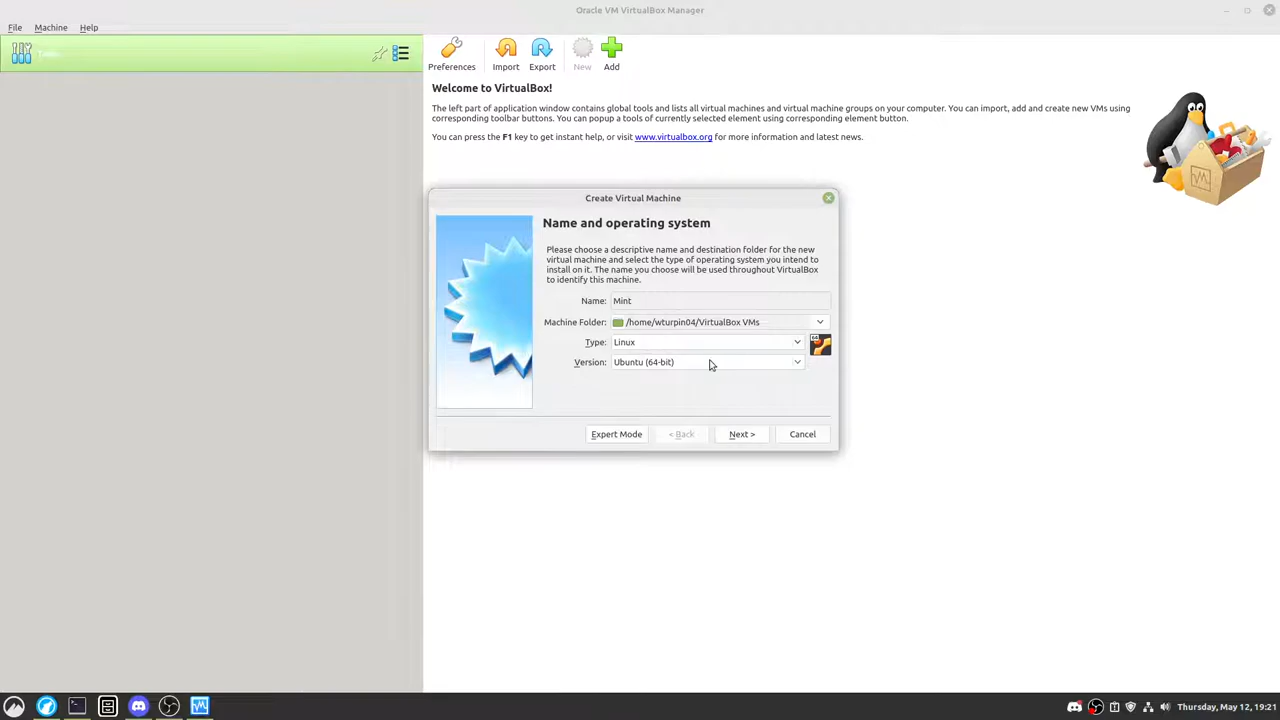 Oracle VM VirtualBox Manager
File Machine Help
Preferences Import Export New Add
Welcome to VirtualBox!
The left part of application window contains global tools and lists all virtual machines and virtual machine groups on your computer. You can import, add and create new VMs using
corresponding toolbar buttons. You can popup a tools of currently selected element using corresponding element button.
You can press the F1 key to get instant help, or visit www.virtualbox.org for more information and latest news.
Create Virtual Machine
Name and operating system
Please choose a descriptive name and destination folder for the new
virtual machine and select the type of operating system you intend to
install on it. The name you choose will be used throughout VirtualBox
to identify this machine.
Name: Mint
Machine Folder: /home/wturpin04/VirtualBox VMs
Type: Linux
64
Version: Ubuntu (64-bit)
Expert Mode < Back Next > Cancel
Thursday, May 12, 19:21